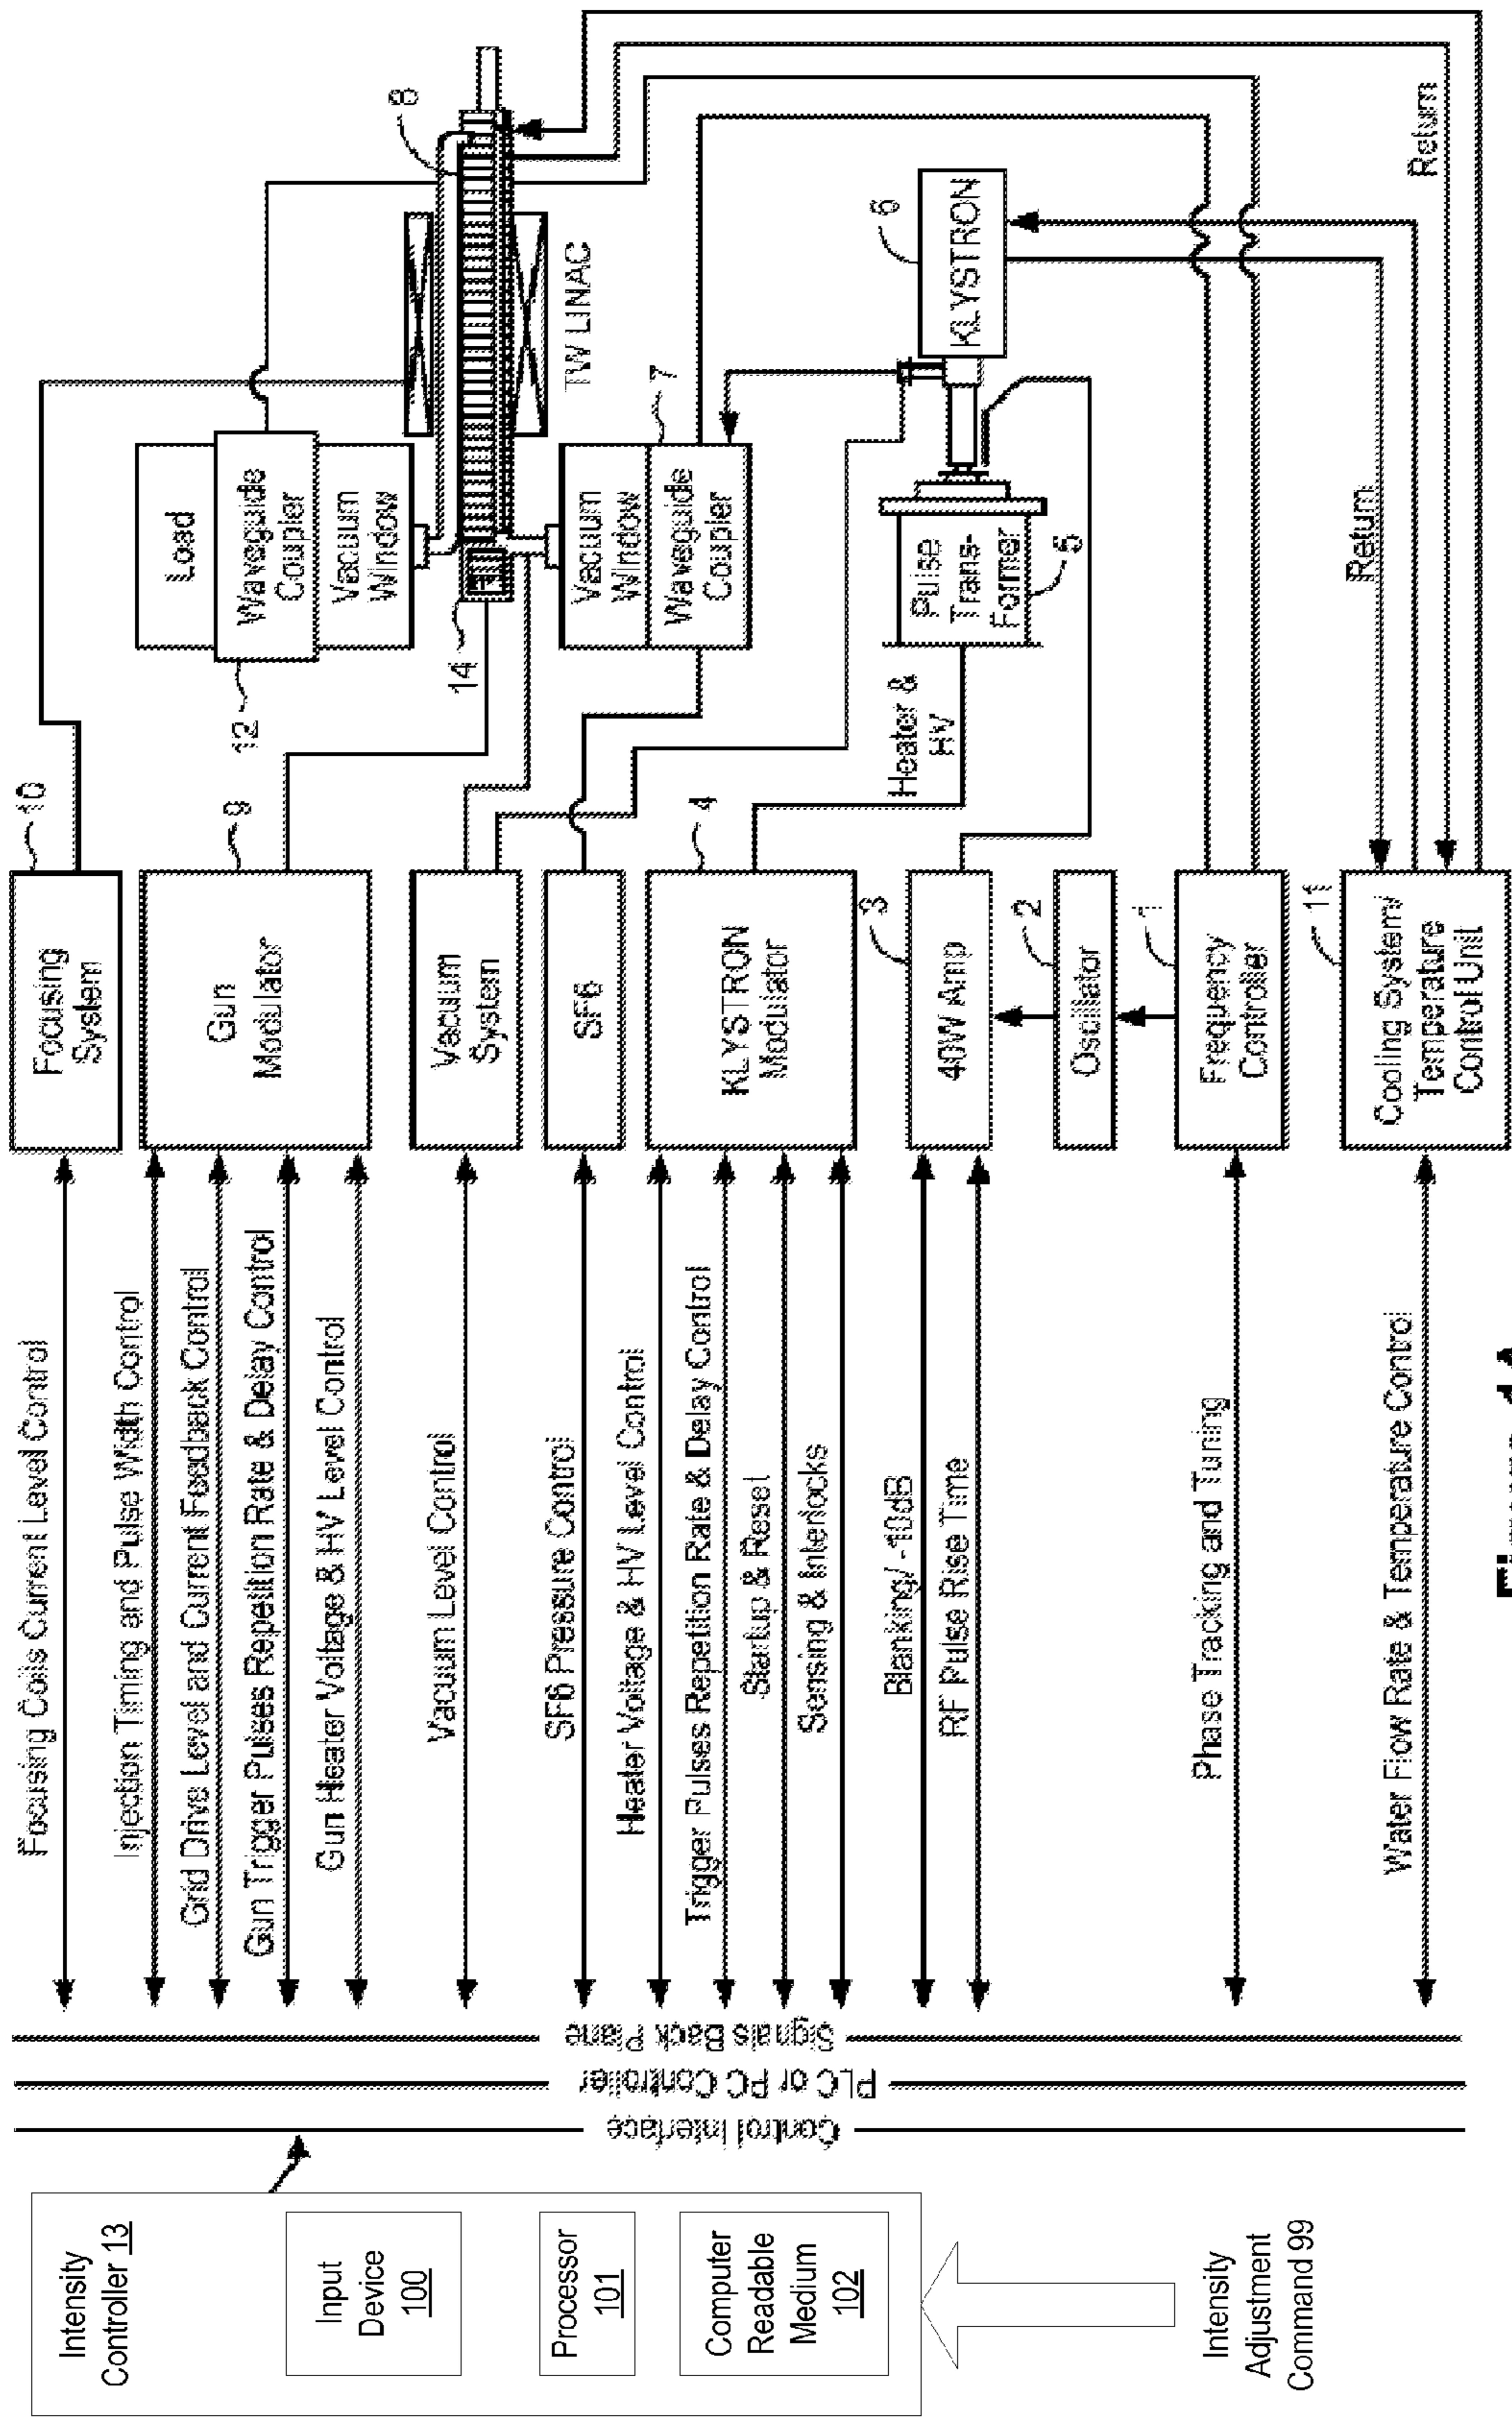 Intensity
Controller 13
Input
Device
100
Processor
101
Computer
Readable
Medium
102
Intensity
Adjustment
Command 99
Control Interface
PLC or PC Controller
Signals Back Plane
Focusing Coils Current Level Control
Injection Timing and Pulse Width Control
Grid Drive Level and Current Feedback Control
Gun Trigger Pulses Repetition Rate & Delay Control
Gun Heater Voltage & HV Level Control
Vacuum Level Control
SF6 Pressure Control
Heater Voltage & HV Level Control
Trigger Pulses Repetition Rate & Delay Control
Startup & Reset
Sensing & Interlocks
Blanking/ -10dB
RF Pulse Rise Time
Phase Tracking and Tuning
Water Flow Rate & Temperature Control
Focusing
System
10
Gun
Modulator
9
Vacuum
System
SF6
KLYSTRON
Modulator
4
40W Amp
3
Oscillator
2
Frequency
Controller
1
Cooling System/
Temperature
Control Unit
11
Load
Waveguide
Coupler
Vacuum
Window
12
14
8
TW LINAC
Vacuum
Window
Waveguide
Coupler
7
Heater &
HV
Pulse
Trans-
Former
5
KLYSTRON
6
Return
Return